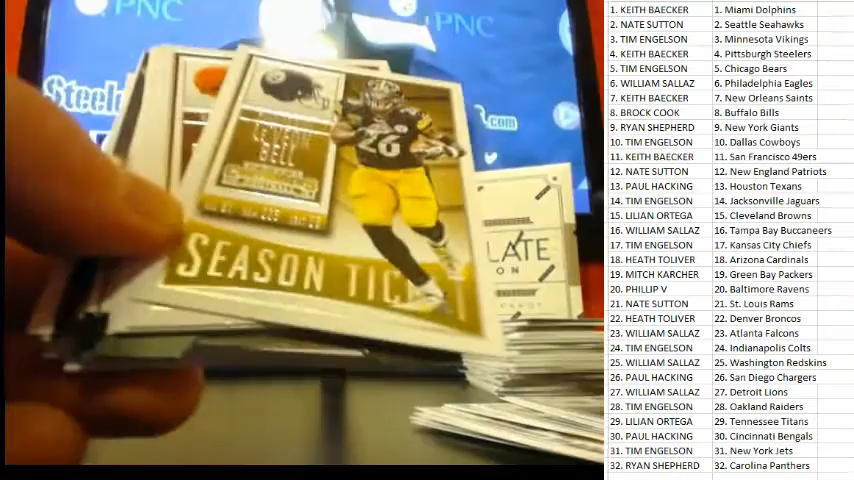 PNC
PNC
Steel
.com
BELL
26
SEASON TICKET
LATE
ON
1. KEITH BAECKER 1. Miami Dolphins
2. NATE SUTTON 2. Seattle Seahawks
3. TIM ENGELSON 3. Minnesota Vikings
4. KEITH BAECKER 4. Pittsburgh Steelers
5. TIM ENGELSON 5. Chicago Bears
6. WILLIAM SALLAZ 6. Philadelphia Eagles
7. KEITH BAECKER 7. New Orleans Saints
8. BROCK COOK 8. Buffalo Bills
9. RYAN SHEPHERD 9. New York Giants
10. TIM ENGELSON 10. Dallas Cowboys
11. KEITH BAECKER 11. San Francisco 49ers
12. NATE SUTTON 12. New England Patriots
13. PAUL HACKING 13. Houston Texans
14. TIM ENGELSON 14. Jacksonville Jaguars
15. LILIAN ORTEGA 15. Cleveland Browns
16. WILLIAM SALLAZ 16. Tampa Bay Buccaneers
17. TIM ENGELSON 17. Kansas City Chiefs
18. HEATH TOLIVER 18. Arizona Cardinals
19. MITCH KARCHER 19. Green Bay Packers
20. PHILLIP V 20. Baltimore Ravens
21. NATE SUTTON 21. St. Louis Rams
22. HEATH TOLIVER 22. Denver Broncos
23. WILLIAM SALLAZ 23. Atlanta Falcons
24. TIM ENGELSON 24. Indianapolis Colts
25. WILLIAM SALLAZ 25. Washington Redskins
26. PAUL HACKING 26. San Diego Chargers
27. WILLIAM SALLAZ 27. Detroit Lions
28. TIM ENGELSON 28. Oakland Raiders
29. LILIAN ORTEGA 29. Tennessee Titans
30. PAUL HACKING 30. Cincinnati Bengals
31. TIM ENGELSON 31. New York Jets
32. RYAN SHEPHERD 32. Carolina Panthers